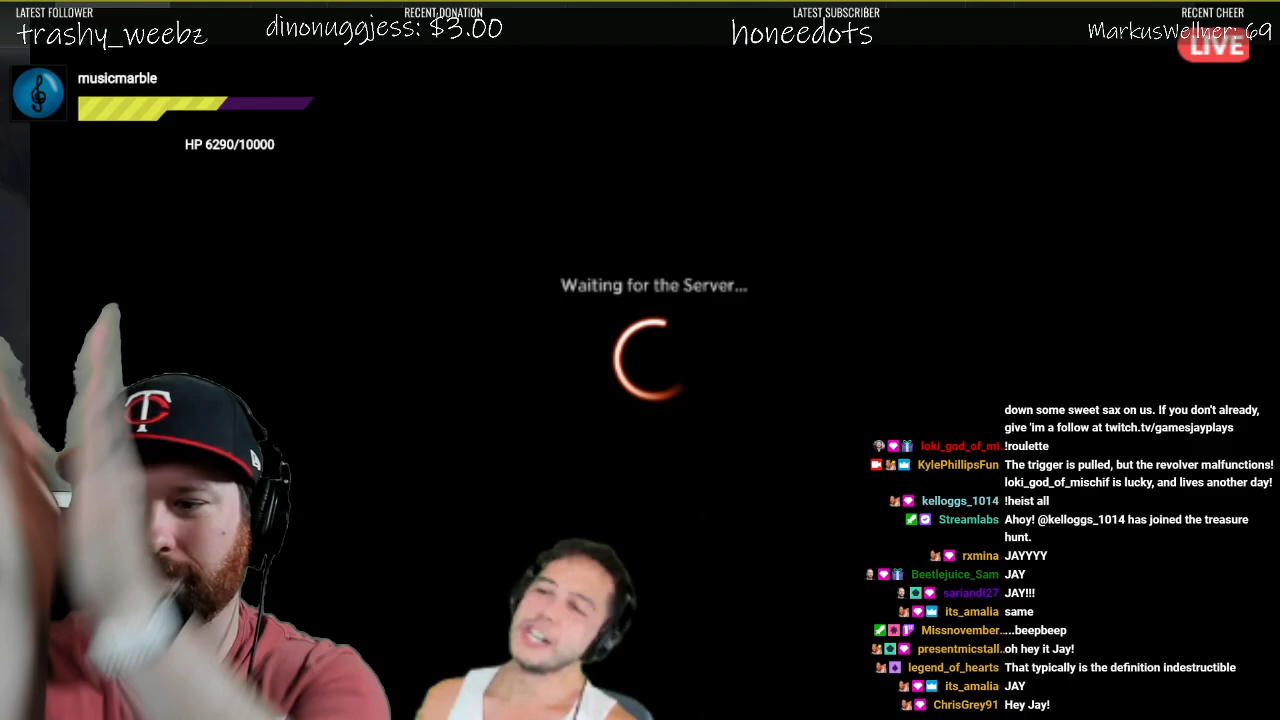 LATEST FOLLOWER
trashy_weebz
RECENT DONATION
dinonuggjess: $3.00
LATEST SUBSCRIBER
honeedots
RECENT CHEER
MarkusWellner: 69
LIVE
musicmarble
HP 6290/10000
Waiting for the Server...
T
down some sweet sax on us. If you don't already,
give 'im a follow at twitch.tv/gamesjayplays
loki_god_of_mi.. !roulette
KylePhillipsFun The trigger is pulled, but the revolver malfunctions!
loki_god_of_mischif is lucky, and lives another day!
kelloggs_1014 !heist all
Streamlabs Ahoy! @kelloggs_1014 has joined the treasure
hunt.
rxmina JAYYYY
Beetlejuice_Sam JAY
sariandi27 JAY!!!
its_amalia same
Missnovember.. ...beepbeep
presentmicstall.. oh hey it Jay!
legend_of_hearts That typically is the definition indestructible
its_amalia JAY
ChrisGrey91 Hey Jay!